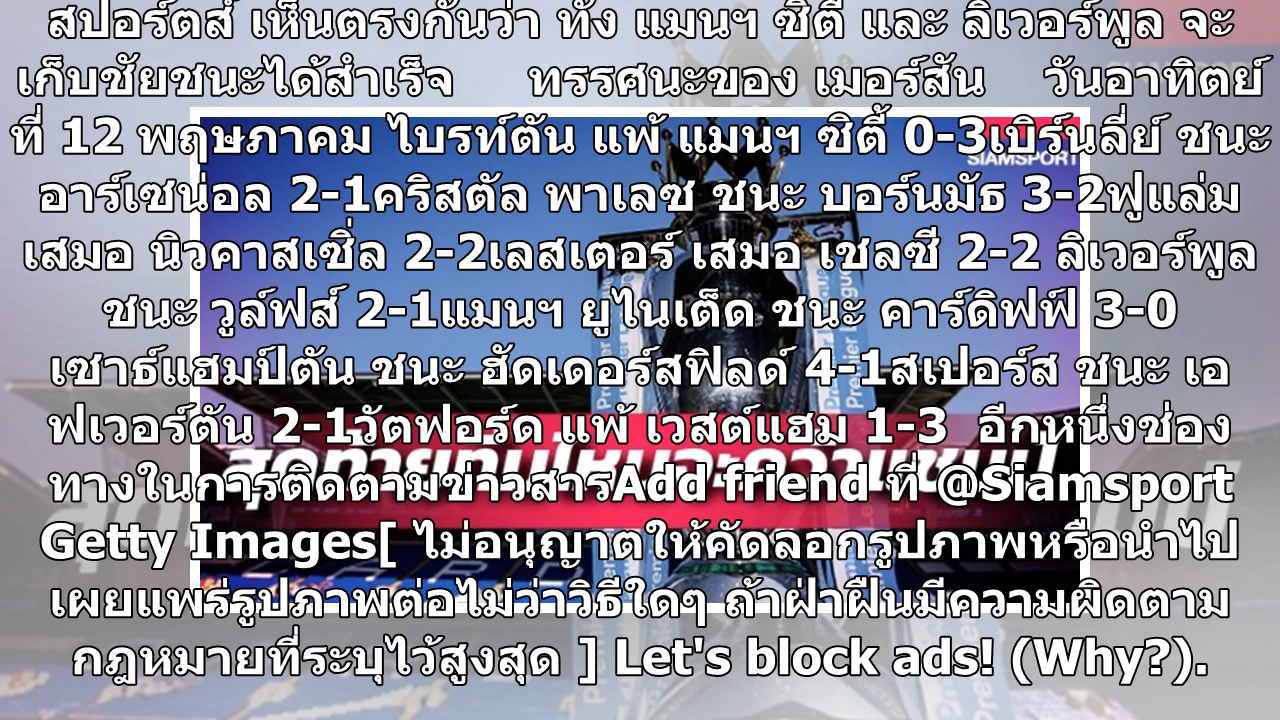 สปอร์ตส์ เห็นตรงกันว่า ทั้ง แมนฯ ซิตี้ และ ลิเวอร์พูล จะ
เก็บชัยชนะได้สำเร็จ ทรรศนะของ เมอร์สัน วันอาทิตย์
ที่ 12 พฤษภาคม ไบรท์ตัน แพ้ แมนฯ ซิตี้ 0-3เบิร์นลี่ย์ ชนะ
อาร์เซน่อล 2-1คริสตัล พาเลซ ชนะ บอร์นมัธ 3-2ฟูแล่ม
เสมอ นิวคาสเซิ่ล 2-2เลสเตอร์ เสมอ เชลซี 2-2 ลิเวอร์พูล
ชนะ วูล์ฟส์ 2-1แมนฯ ยูไนเต็ด ชนะ คาร์ดิฟฟ์ 3-0
เซาธ์แฮมป์ตัน ชนะ ฮัดเดอร์สฟิลด์ 4-1สเปอร์ส ชนะ เอ
ฟเวอร์ตัน 2-1วัตฟอร์ด แพ้ เวสต์แฮม 1-3 อีกหนึ่งช่อง
ทางในการติดตามข่าวสารAdd friend ที่ @Siamsport
Getty Images[ ไม่อนุญาตให้คัดลอกรูปภาพหรือนำไป
เผยแพร่รูปภาพต่อไม่ว่าวิธีใดๆ ถ้าฝ่าฝืนมีความผิดตาม
กฎหมายที่ระบุไว้สูงสุด ] Let's block ads! (Why?).
SIAMSPORT
Premier League